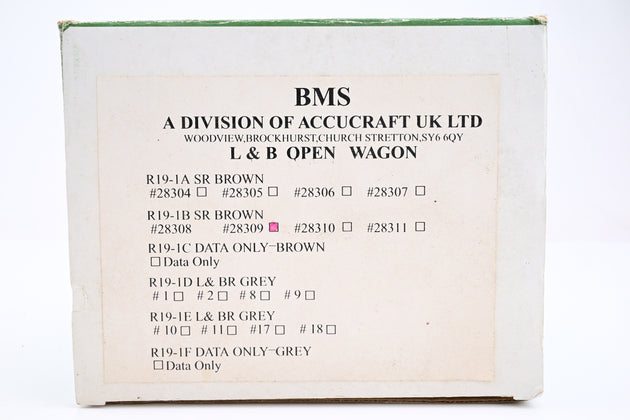 BMS
A DIVISION OF ACCUCRAFT UK LTD
WOODVIEW,BROCKHURST,CHURCH STRETTON,SY6 6QY
L & B OPEN WAGON
R19-1A SR BROWN
#28304 ☐ #28305 ☐ #28306 ☐ #28307 ☐
R19-1B SR BROWN
#28308 #28309 ☒ #28310 ☐ #28311 ☐
R19-1C DATA ONLY-BROWN
☐ Data Only
R19-1D L& BR GREY
# 1 ☐ # 2 ☐ # 8 ☐ # 9 ☐
R19-1E L& BR GREY
# 10 ☐ # 11 ☐ #17 ☐ # 18 ☐
R19-1F DATA ONLY-GREY
☐ Data Only